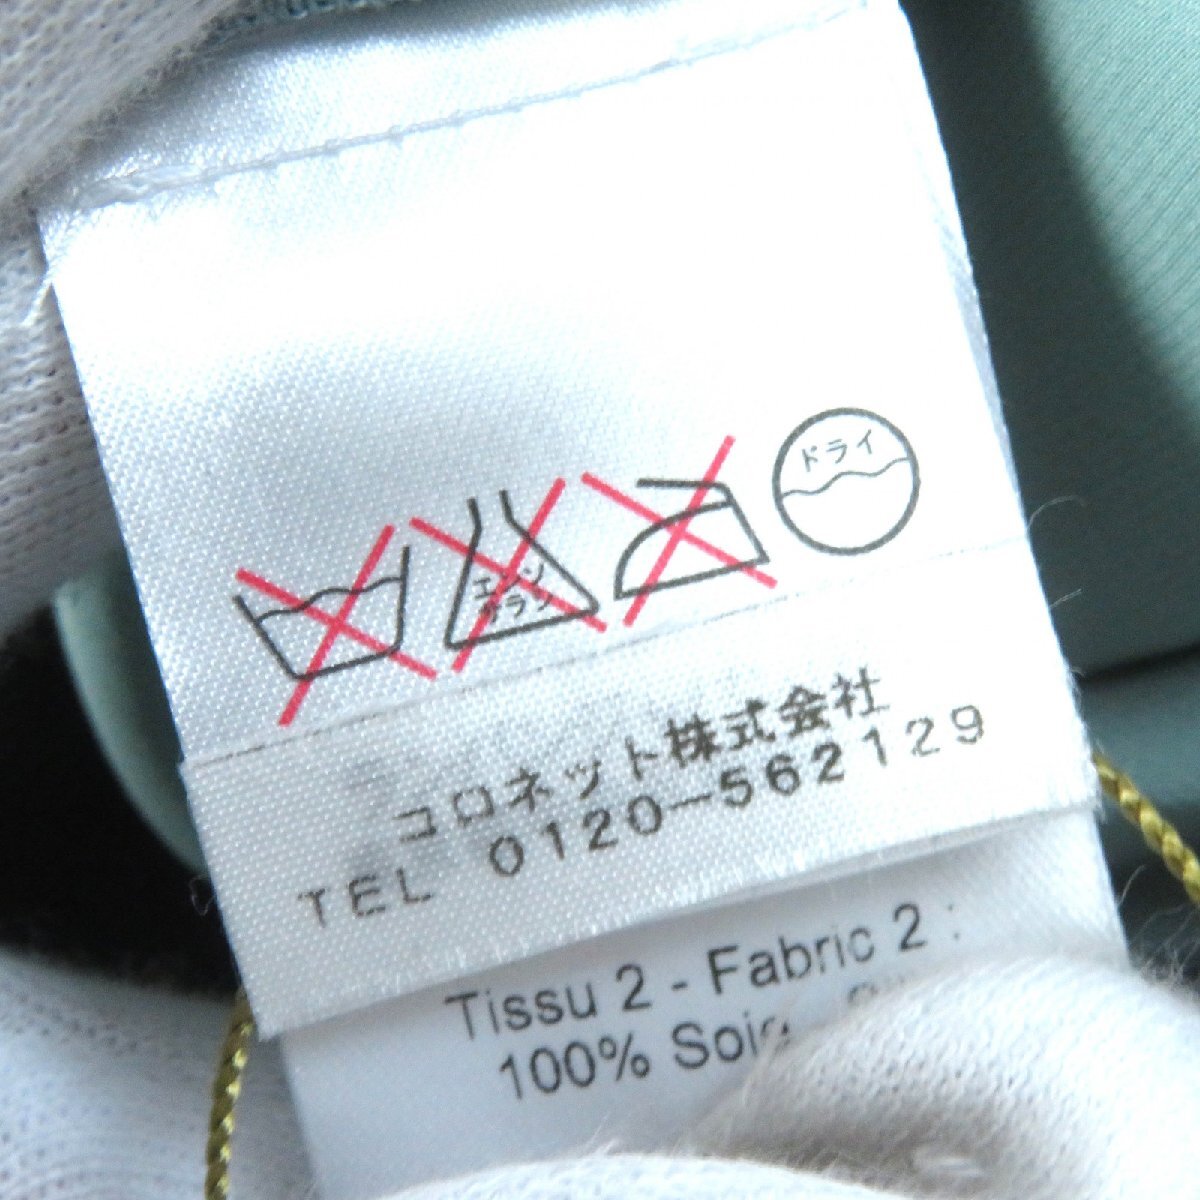 エンソ
サラシ
ドライ
コロネット株式会社
TEL 0120-562129
Tissu 2 - Fabric 2 :
100% Soie